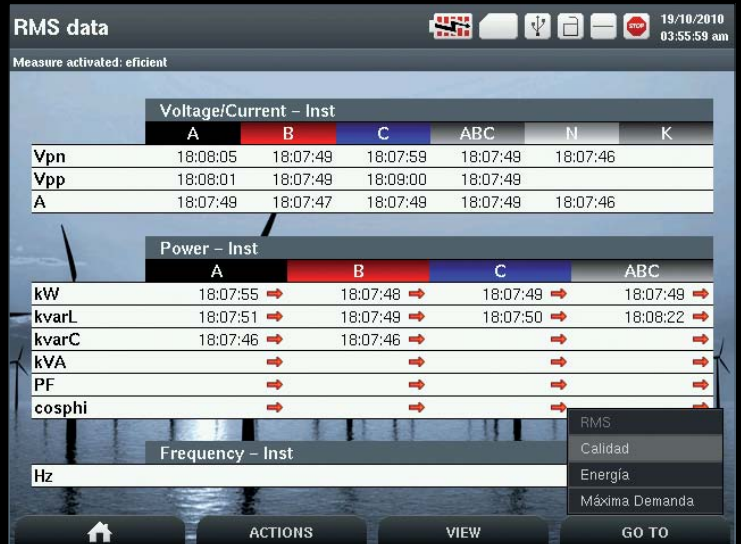 RMS data
STOP
19/10/2010
03:55:59 am
Measure activated: eficient
Voltage/Current – Inst
A B C ABC N K
Vpn 18:08:05 18:07:49 18:07:59 18:07:49 18:07:46
Vpp 18:08:01 18:07:49 18:09:00 18:07:49
A 18:07:49 18:07:47 18:07:49 18:07:49 18:07:46
Power – Inst
A B C ABC
kW 18:07:55 18:07:48 18:07:49 18:07:49
kvarL 18:07:51 18:07:49 18:07:50 18:08:22
kvarC 18:07:46 18:07:46
kVA
PF
cosphi
RMS
Calidad
Energía
Máxima Demanda
Frequency – Inst
Hz
ACTIONS VIEW GO TO